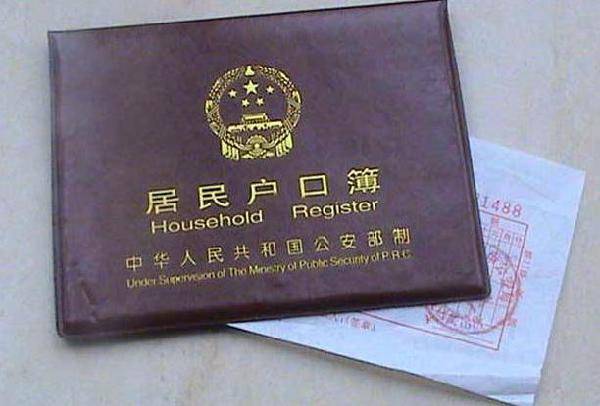 居民户口簿
Household Register
中华人民共和国公安部制
Under Supervision of The Ministry of Public Security of P.R.C.
1488